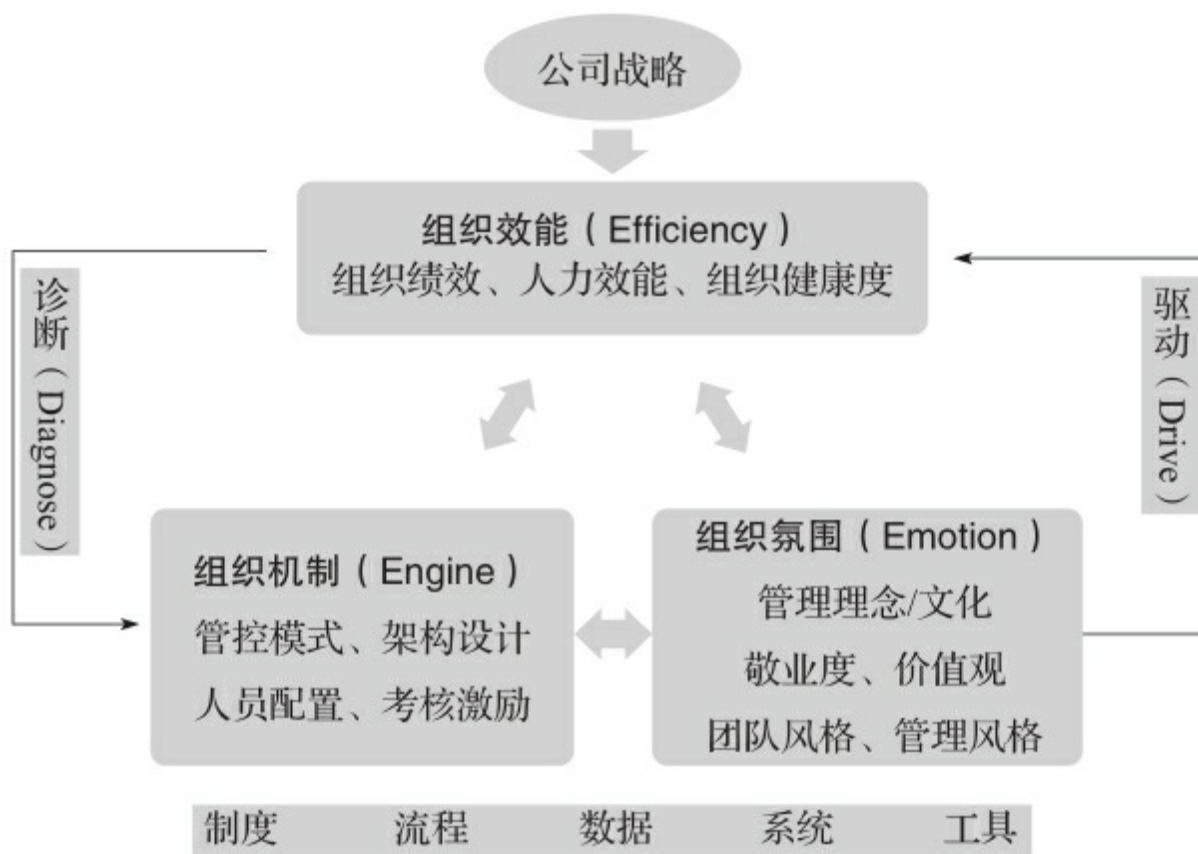 公司战略
组织效能（Efficiency）
组织绩效、人力效能、组织健康度
诊断（Diagnose）
驱动（Drive）
组织机制（Engine）
管控模式、架构设计
人员配置、考核激励
组织氛围（Emotion）
管理理念/文化
敬业度、价值观
团队风格、管理风格
制度 流程 数据 系统 工具